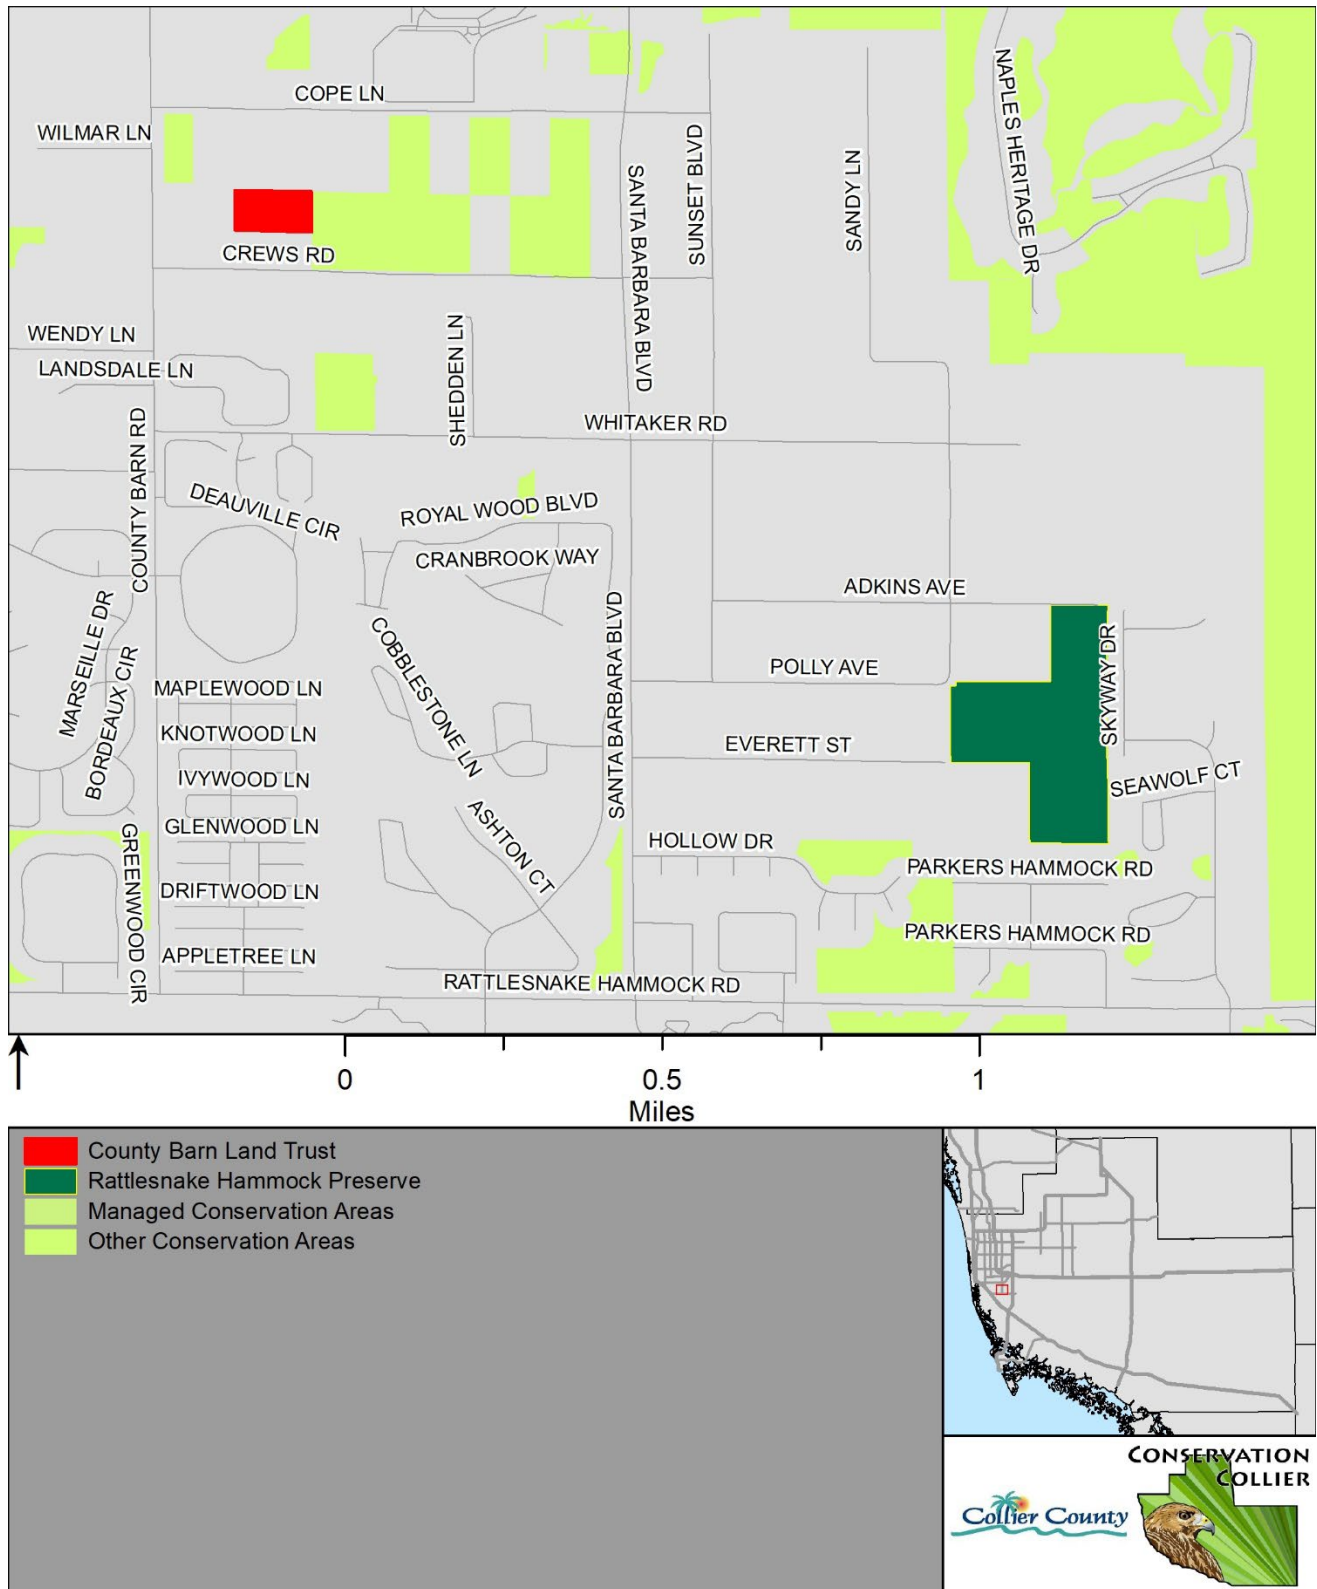 COPE LN
WILMAR LN
NAPLES HERITAGE DR
SUNSET BLVD
SANDY LN
SANTA BARBARA BLVD
CREWS RD
WENDY LN
LANDSDALE LN
SHEDDEN LN
WHITAKER RD
COUNTY BARN RD
DEAUVILLE CIR
ROYAL WOOD BLVD
CRANBROOK WAY
ADKINS AVE
MARSEILLE DR
BORDEAUX CIR
COBBLESTONE LN
SANTA BARBARA BLVD
POLLY AVE
SKYWAY DR
MAPLEWOOD LN
KNOTWOOD LN
EVERETT ST
IVYWOOD LN
SEAWOLF CT
GLENWOOD LN
ASHTON CT
HOLLOW DR
GREENWOOD CIR
PARKERS HAMMOCK RD
DRIFTWOOD LN
PARKERS HAMMOCK RD
APPLETREE LN
RATTLESNAKE HAMMOCK RD
0 0.5 1
Miles
County Barn Land Trust
Rattlesnake Hammock Preserve
Managed Conservation Areas
Other Conservation Areas
CONSERVATION
COLLIER
Collier County